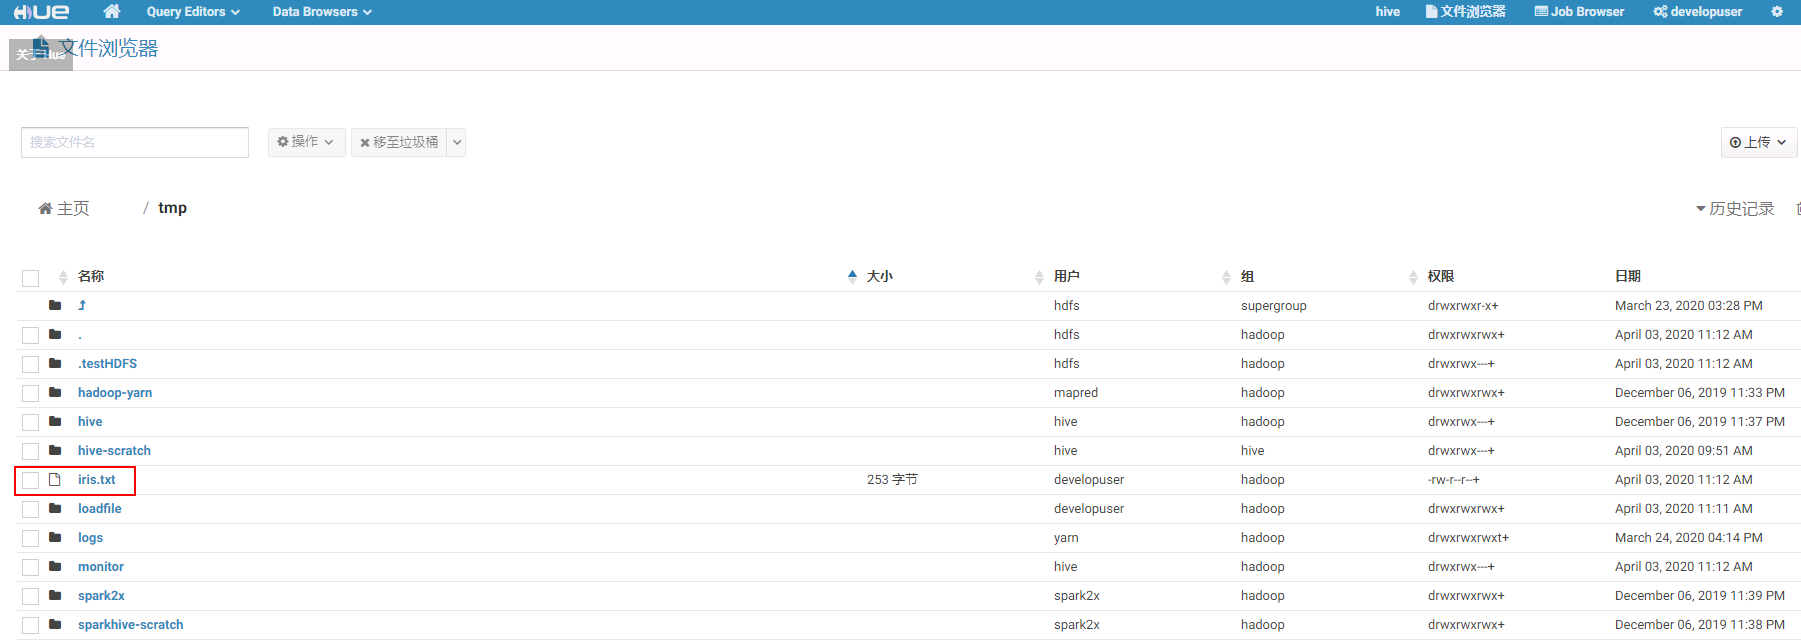 HUE Query Editors Data Browsers hive 文件浏览器 Job Browser developuser
文件浏览器
关于Hue
搜索文件名 操作 移至垃圾桶 上传
主页 / tmp 历史记录
名称 大小 用户 组 权限 日期
hdfs supergroup drwxrwxr-x+ March 23, 2020 03:28 PM
. hdfs hadoop drwxrwxrwx+ April 03, 2020 11:12 AM
.testHDFS hdfs hadoop drwxrwx---+ April 03, 2020 11:12 AM
hadoop-yarn mapred hadoop drwxrwxrwx+ December 06, 2019 11:33 PM
hive hive hadoop drwxrwx---+ December 06, 2019 11:37 PM
hive-scratch hive hive drwxrwx---+ April 03, 2020 09:51 AM
iris.txt 253 字节 developuser hadoop -rw-r--r--+ April 03, 2020 11:12 AM
loadfile developuser hadoop drwxrwxrwx+ April 03, 2020 11:11 AM
logs yarn hadoop drwxrwxrwxt+ March 24, 2020 04:14 PM
monitor hive hadoop drwxrwx---+ April 03, 2020 11:12 AM
spark2x spark2x hadoop drwxrwxrwx+ December 06, 2019 11:39 PM
sparkhive-scratch spark2x hadoop drwxrwxrwx+ December 06, 2019 11:38 PM